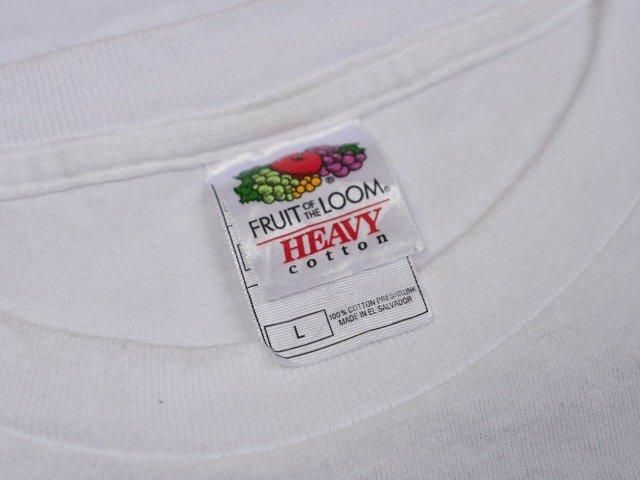 FRUIT OF THE LOOM®
HEAVY
cotton
L
100% COTTON PRESHRUNK
MADE IN EL SALVADOR